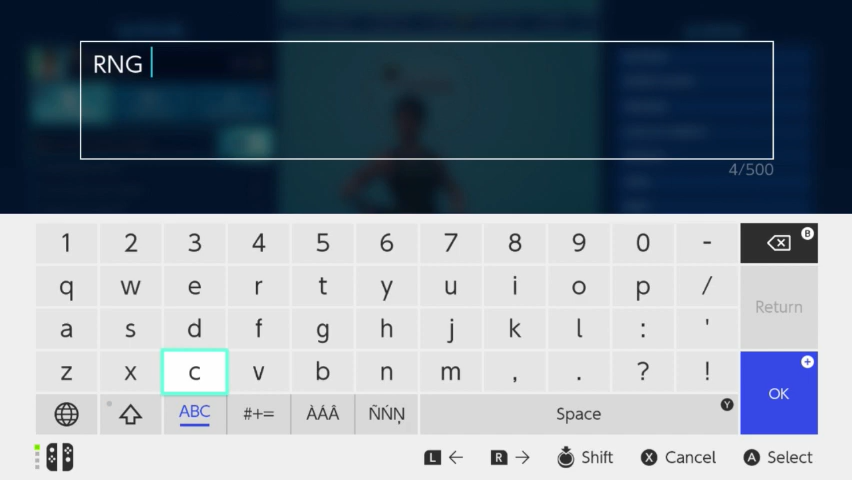 RNG
4/500
1 2 3 4 5 6 7 8 9 0 - B
q w e r t y u i o p / Return
a s d f g h j k l : '
z x c v b n m , . ? ! + OK
ABC #+= ÀÁÂ ÑŃŅ Space Y
L ← R → Shift X Cancel A Select